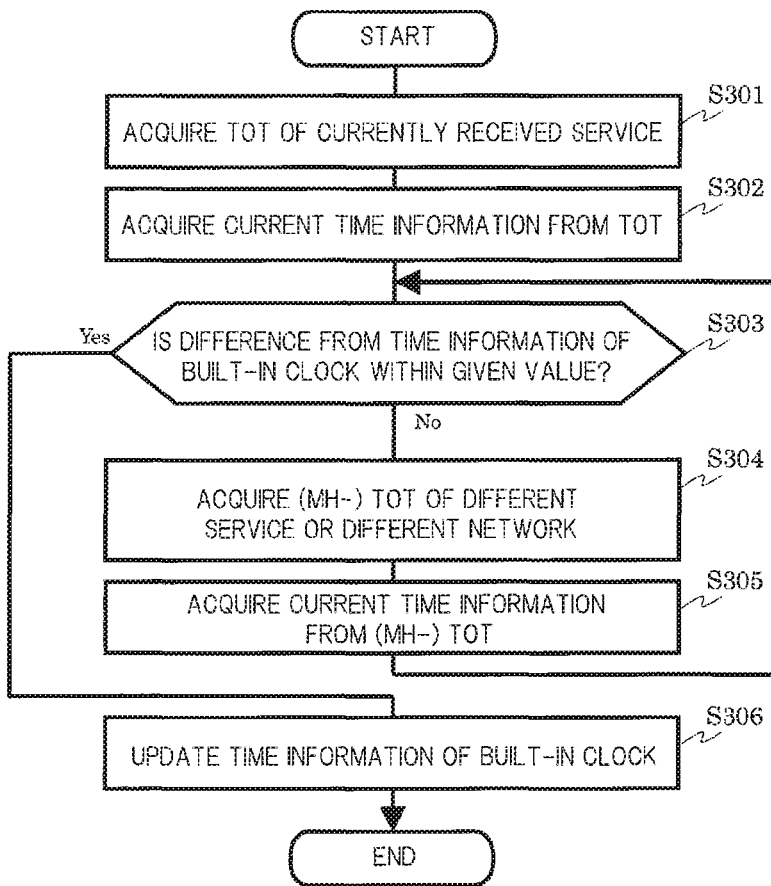 START
S301
ACQUIRE TOT OF CURRENTLY RECEIVED SERVICE
S302
ACQUIRE CURRENT TIME INFORMATION FROM TOT
S303
Yes
IS DIFFERENCE FROM TIME INFORMATION OF
BUILT-IN CLOCK WITHIN GIVEN VALUE?
No
S304
ACQUIRE (MH-) TOT OF DIFFERENT
SERVICE OR DIFFERENT NETWORK
S305
ACQUIRE CURRENT TIME INFORMATION
FROM (MH-) TOT
S306
UPDATE TIME INFORMATION OF BUILT-IN CLOCK
END